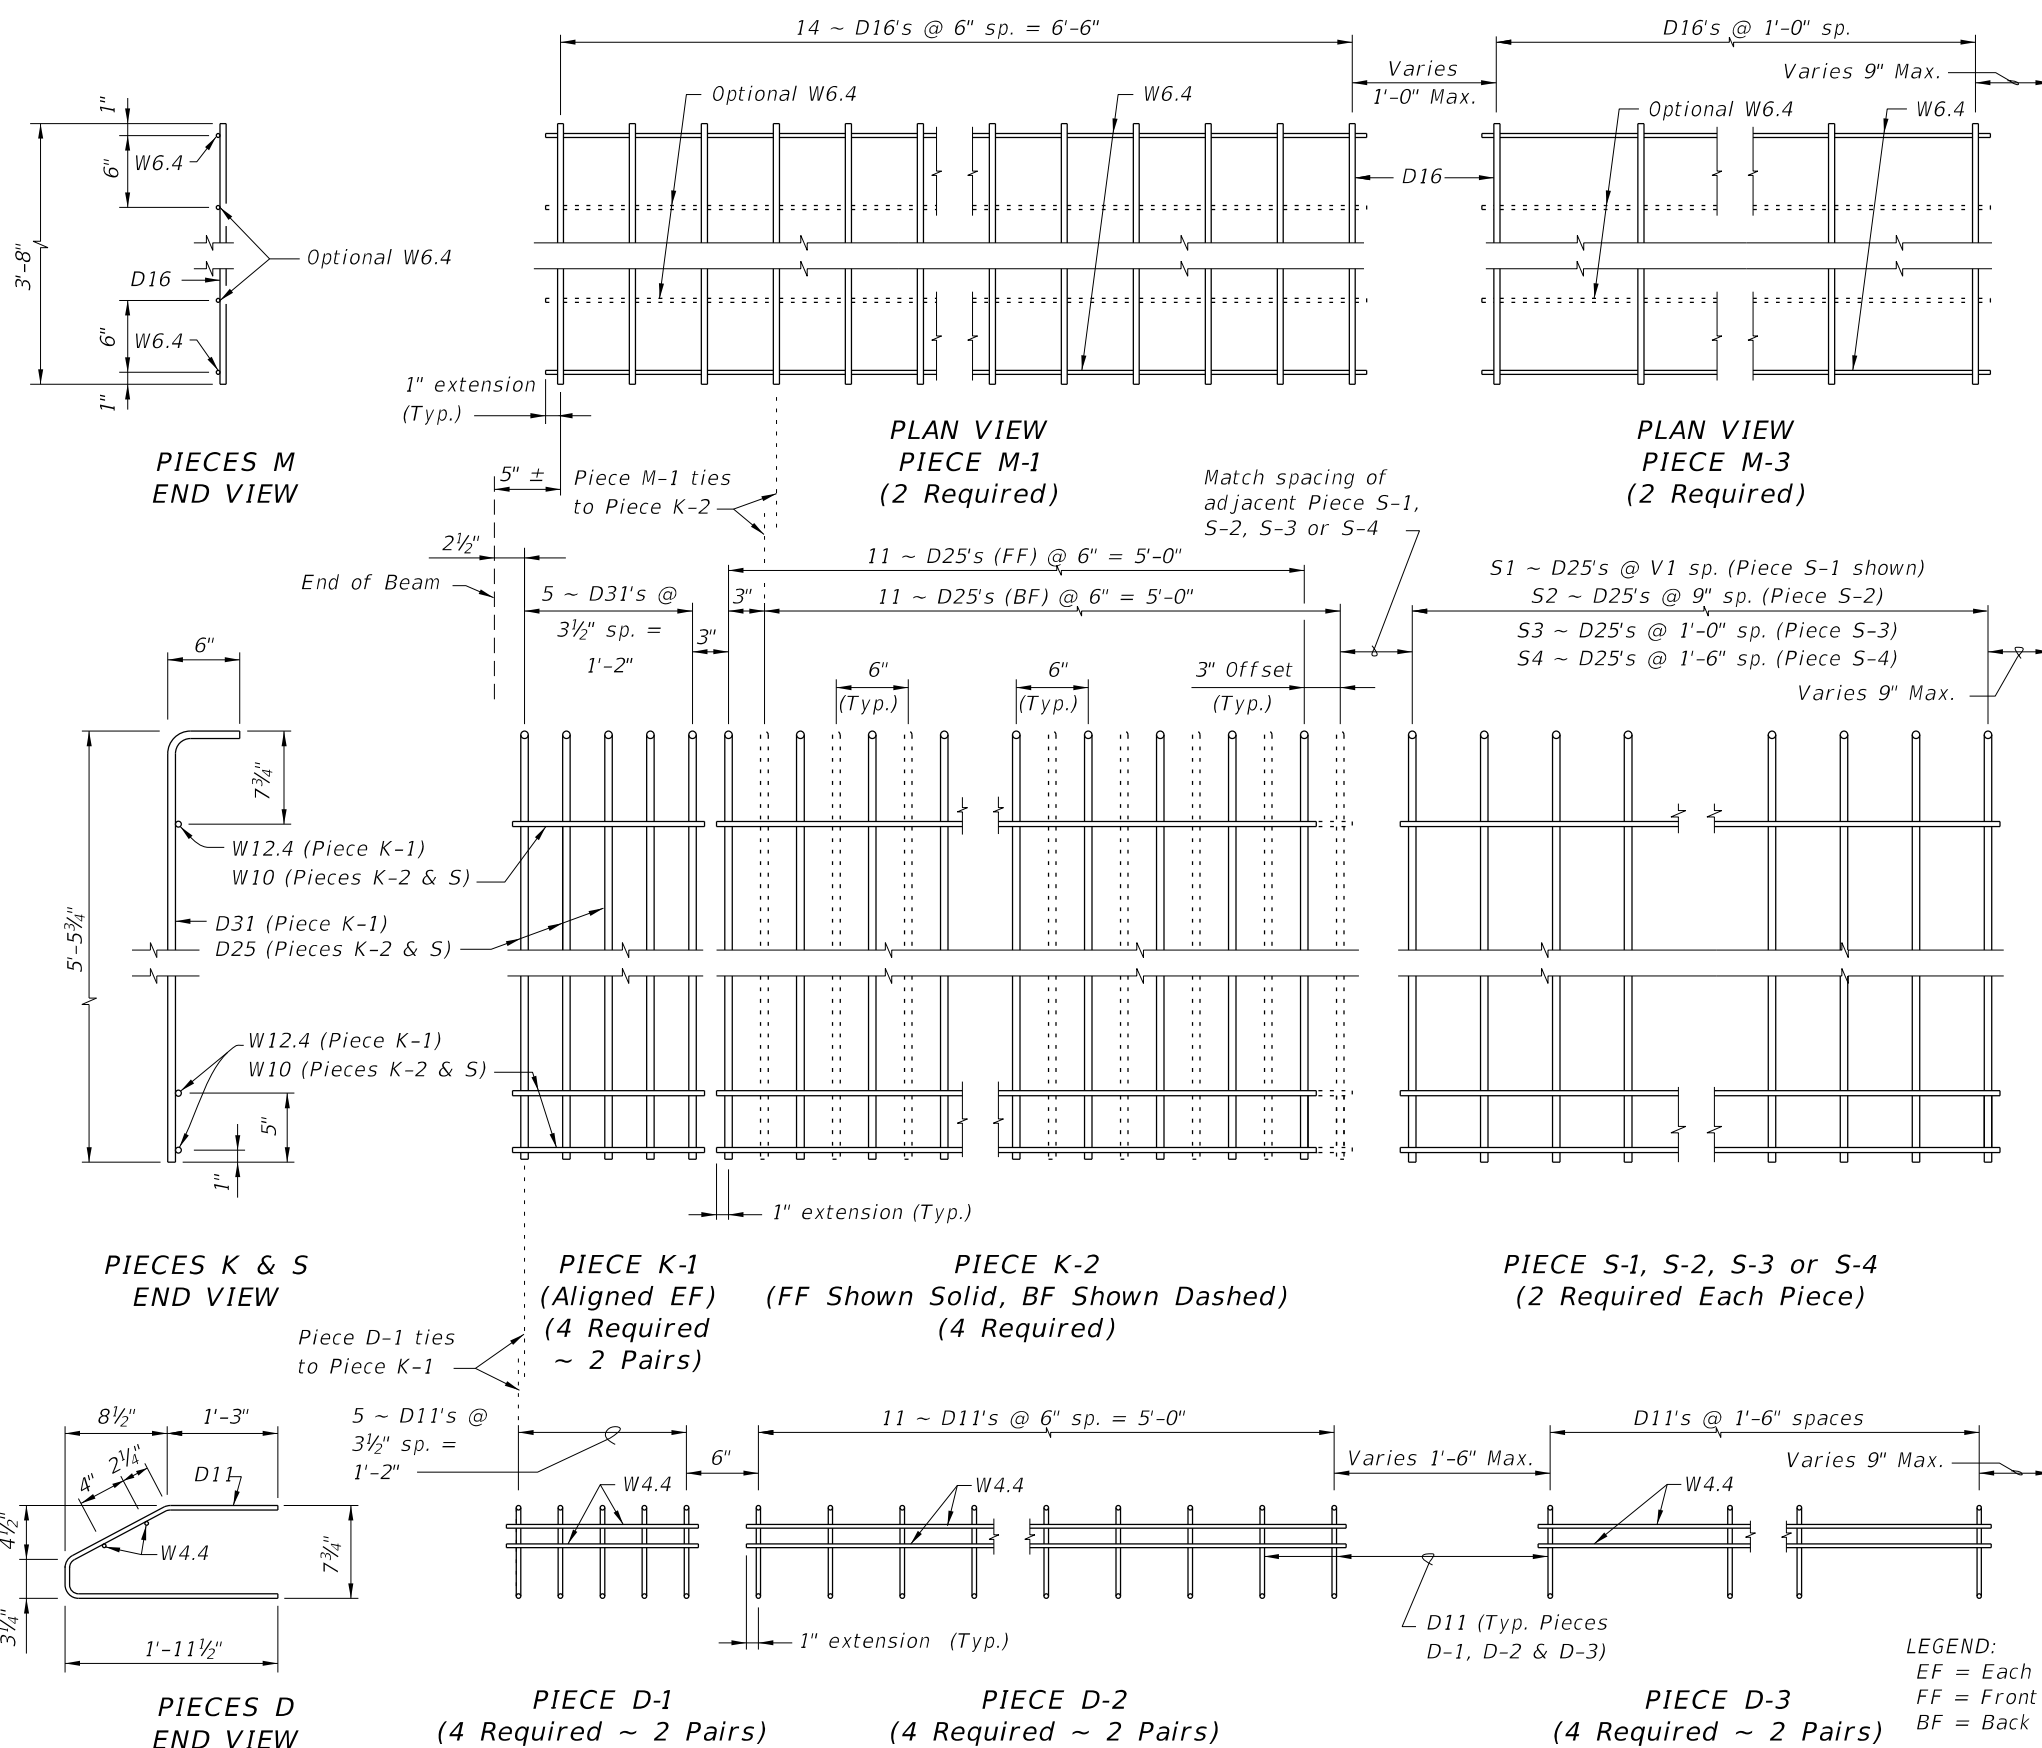 14 ~ D16's @ 6" sp. = 6'-6"
D16's @ 1'-0" sp.
Varies
1'-0" Max.
Varies 9" Max.
1"
Optional W6.4
W6.4
Optional W6.4
W6.4
W6.4
6"
D16
3'-8"
Optional W6.4
D16
6"
W6.4
1"
1" extension
(Typ.)
PIECES M
END VIEW
PLAN VIEW
PIECE M-1
(2 Required)
PLAN VIEW
PIECE M-3
(2 Required)
5" ±
Piece M-1 ties
to Piece K-2
Match spacing of
adjacent Piece S-1,
S-2, S-3 or S-4
2½"
End of Beam
5 ~ D31's @
3½" sp. =
1'-2"
3"
3"
11 ~ D25's (FF) @ 6" = 5'-0"
11 ~ D25's (BF) @ 6" = 5'-0"
S1 ~ D25's @ V1 sp. (Piece S-1 shown)
S2 ~ D25's @ 9" sp. (Piece S-2)
S3 ~ D25's @ 1'-0" sp. (Piece S-3)
S4 ~ D25's @ 1'-6" sp. (Piece S-4)
6"
6"
(Typ.)
6"
(Typ.)
3" Offset
(Typ.)
Varies 9" Max.
7¾"
W12.4 (Piece K-1)
W10 (Pieces K-2 & S)
D31 (Piece K-1)
D25 (Pieces K-2 & S)
5'-5¾"
W12.4 (Piece K-1)
W10 (Pieces K-2 & S)
5"
1"
1" extension (Typ.)
PIECES K & S
END VIEW
PIECE K-1
(Aligned EF)
(4 Required
~ 2 Pairs)
PIECE K-2
(FF Shown Solid, BF Shown Dashed)
(4 Required)
PIECE S-1, S-2, S-3 or S-4
(2 Required Each Piece)
Piece D-1 ties
to Piece K-1
8½"
1'-3"
5 ~ D11's @
3½" sp. =
1'-2"
6"
11 ~ D11's @ 6" sp. = 5'-0"
Varies 1'-6" Max.
D11's @ 1'-6" spaces
Varies 9" Max.
4"
2¼"
D11
W4.4
W4.4
W4.4
4½"
W4.4
7¾"
3¼"
1'-11½"
1" extension (Typ.)
D11 (Typ. Pieces
D-1, D-2 & D-3)
LEGEND:
EF = Each
FF = Front
BF = Back
PIECES D
END VIEW
PIECE D-1
(4 Required ~ 2 Pairs)
PIECE D-2
(4 Required ~ 2 Pairs)
PIECE D-3
(4 Required ~ 2 Pairs)